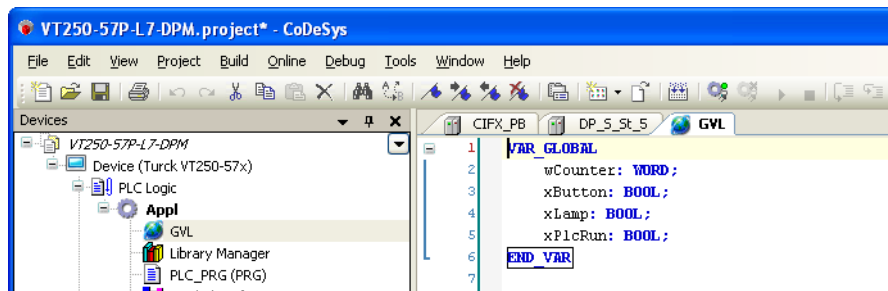 VT250-57P-L7-DPM.project* - CoDeSys
File Edit View Project Build Online Debug Tools Window Help
Devices
VT250-57P-L7-DPM
Device (Turck VT250-57x)
PLC Logic
Appl
GVL
Library Manager
PLC_PRG (PRG)
CIFX_PB DP_S_St_5 GVL
1 VAR_GLOBAL
2 wCounter: WORD;
3 xButton: BOOL;
4 xLamp: BOOL;
5 xPlcRun: BOOL;
6 END_VAR
7